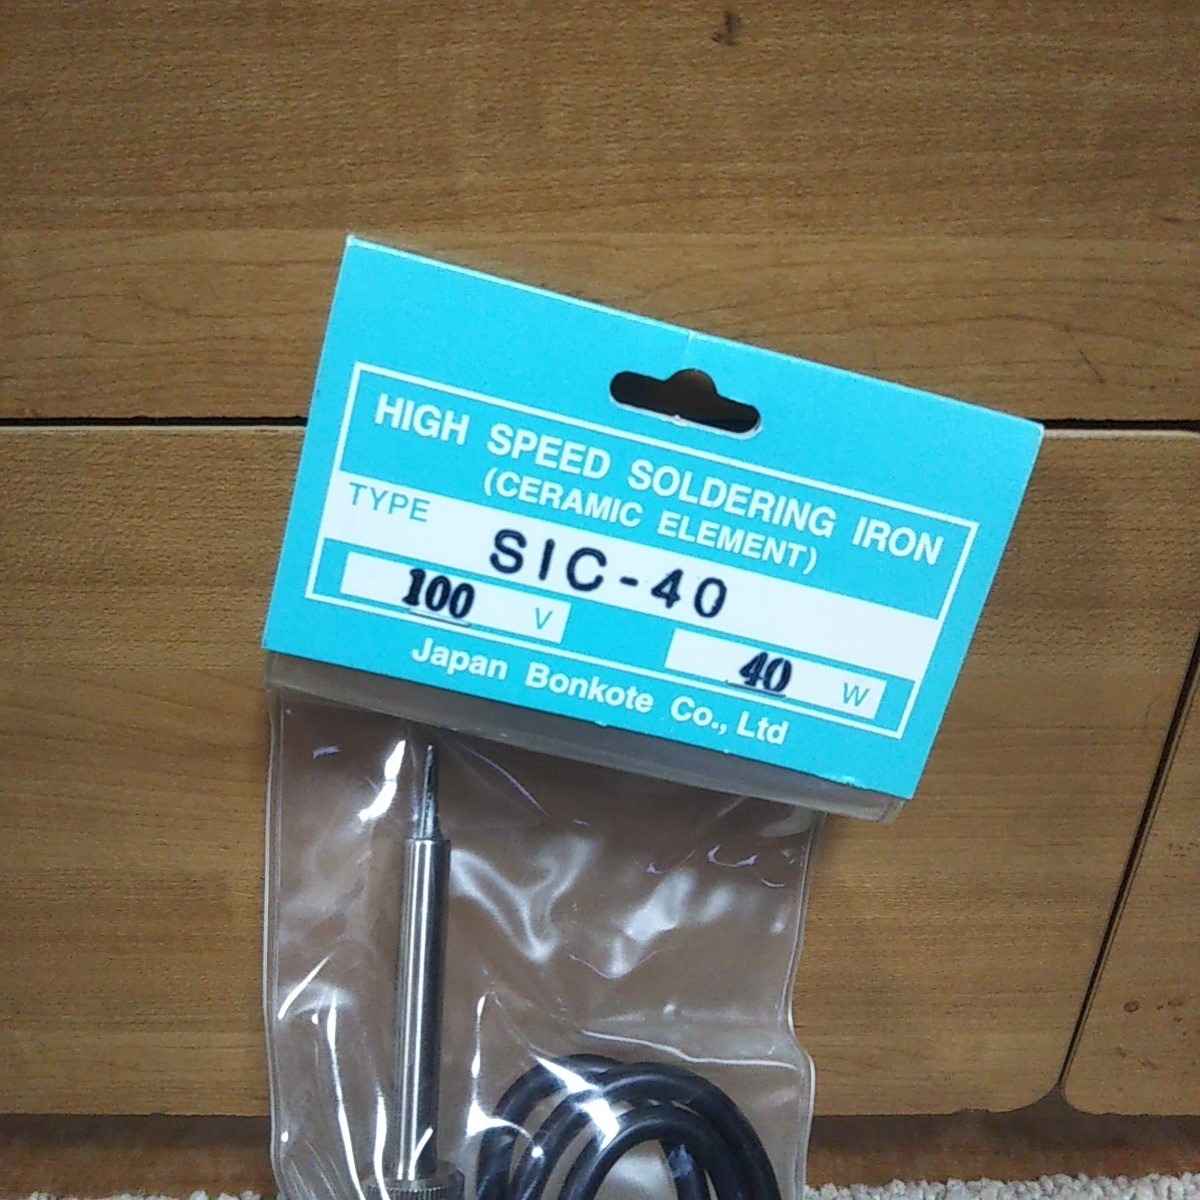 HIGH SPEED SOLDERING IRON
(CERAMIC ELEMENT)
TYPE SIC-40
100 V 40 W
Japan Bonkote Co., Ltd